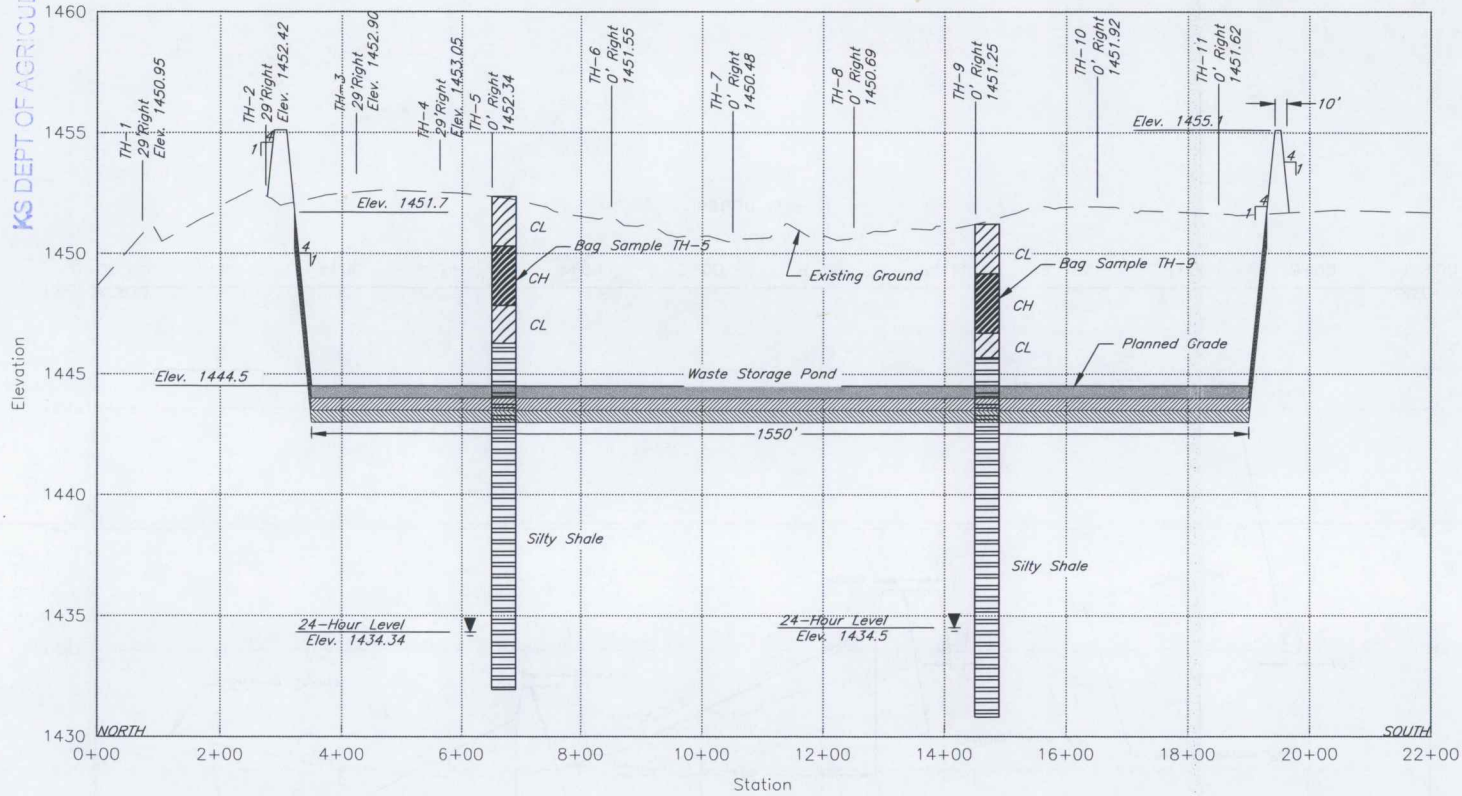 KS DEPT OF AGRICUL
Elevation
1460
1455
1450
1445
1440
1435
1430
TH-1
29'Right
Elev. 1450.95
TH-2
29'Right
Elev. 1452.42
TH-3
29'Right
Elev. 1452.90
TH-4
29'Right
Elev. 1453.05
TH-5
0' Right
1452.34
TH-6
0' Right
1451.55
TH-7
0' Right
1450.48
TH-8
0' Right
1450.69
TH-9
0' Right
1451.25
TH-10
0' Right
1451.92
TH-11
0' Right
1451.62
10'
Elev. 1455.1
4
1
4
1
4
1
4
1
Elev. 1451.7
CL
Bag Sample TH-5
CH
CL
Existing Ground
CL
Bag Sample TH-9
CH
CL
Planned Grade
Elev. 1444.5
Waste Storage Pond
1550'
Silty Shale
Silty Shale
24-Hour Level
Elev. 1434.34
24-Hour Level
Elev. 1434.5
NORTH
SOUTH
0+00
2+00
4+00
6+00
8+00
10+00
12+00
14+00
16+00
18+00
20+00
22+00
Station